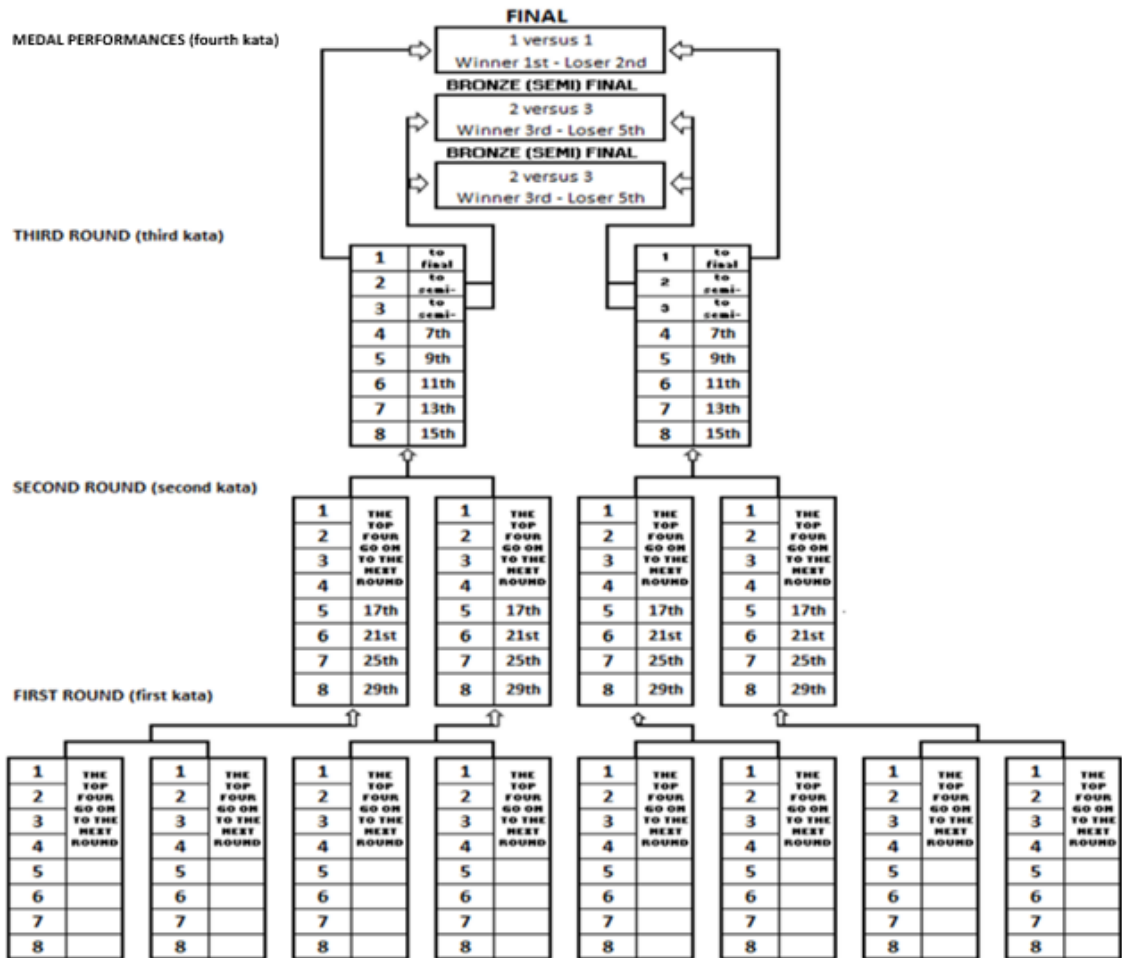 FINAL
MEDAL PERFORMANCES (fourth kata)
1 versus 1
Winner 1st - Loser 2nd
BRONZE (SEMI) FINAL
2 versus 3
Winner 3rd - Loser 5th
BRONZE (SEMI) FINAL
2 versus 3
Winner 3rd - Loser 5th
THIRD ROUND (third kata)
1 to final 1 to final
2 to semi- 2 to semi-
3 to semi- 3 to semi-
4 7th 4 7th
5 9th 5 9th
6 11th 6 11th
7 13th 7 13th
8 15th 8 15th
SECOND ROUND (second kata)
1 THE 1 THE 1 THE 1 THE
TOP TOP TOP TOP
2 FOUR 2 FOUR 2 FOUR 2 FOUR
GO ON GO ON GO ON GO ON
3 TO THE 3 TO THE 3 TO THE 3 TO THE
NEXT NEXT NEXT NEXT
4 ROUND 4 ROUND 4 ROUND 4 ROUND
5 17th 5 17th 5 17th 5 17th
6 21st 6 21st 6 21st 6 21st
7 25th 7 25th 7 25th 7 25th
8 29th 8 29th 8 29th 8 29th
FIRST ROUND (first kata)
1 THE 1 THE 1 THE 1 THE 1 THE 1 THE 1 THE 1 THE
TOP TOP TOP TOP TOP TOP TOP TOP
2 FOUR 2 FOUR 2 FOUR 2 FOUR 2 FOUR 2 FOUR 2 FOUR 2 FOUR
GO ON GO ON GO ON GO ON GO ON GO ON GO ON GO ON
3 TO THE 3 TO THE 3 TO THE 3 TO THE 3 TO THE 3 TO THE 3 TO THE 3 TO THE
NEXT NEXT NEXT NEXT NEXT NEXT NEXT NEXT
4 ROUND 4 ROUND 4 ROUND 4 ROUND 4 ROUND 4 ROUND 4 ROUND 4 ROUND
5 5 5 5 5 5 5 5
6 6 6 6 6 6 6 6
7 7 7 7 7 7 7 7
8 8 8 8 8 8 8 8